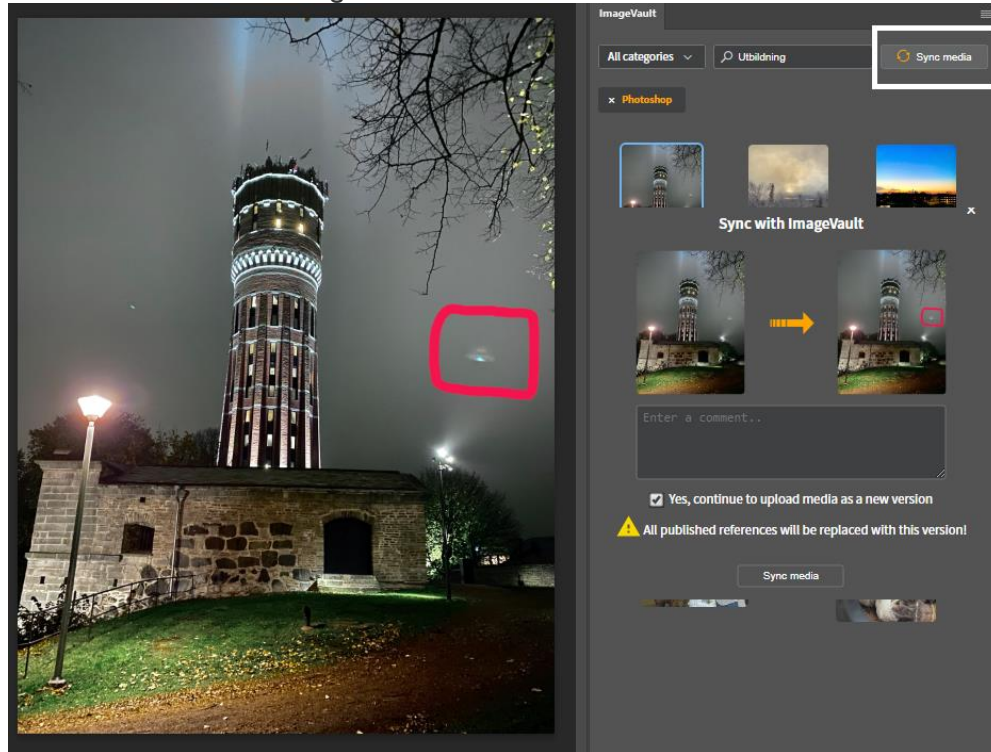 ImageVault
All categories
Utbildning
Sync media
× Photoshop
×
Sync with ImageVault
Enter a comment..
Yes, continue to upload media as a new version
All published references will be replaced with this version!
Sync media